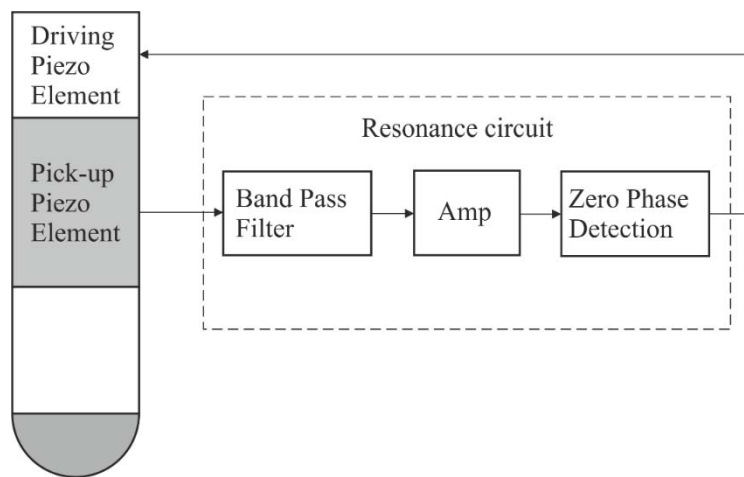 Driving
Piezo
Element
Resonance circuit
Pick-up
Piezo
Element
Band Pass
Filter
Amp
Zero Phase
Detection